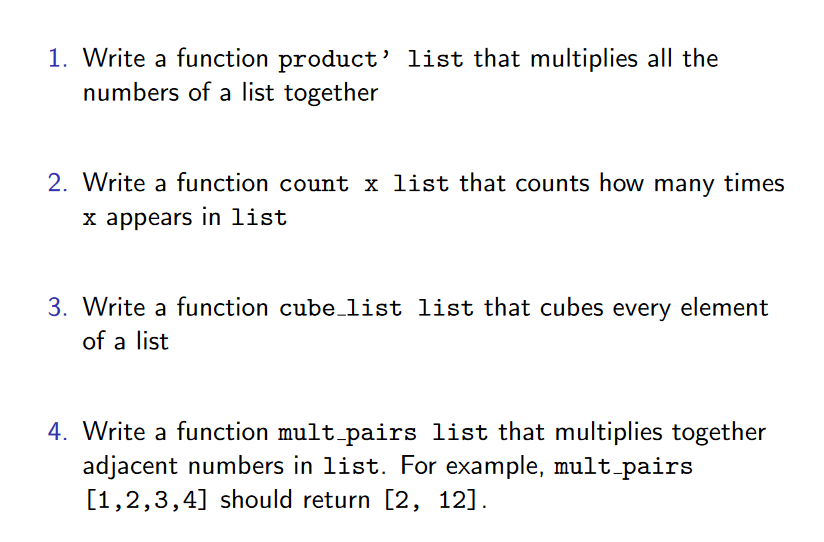 1. Write a function product’ list that multiplies all the
numbers of a list together
2. Write a function count x list that counts how many times
x appears in list
3. Write a function cube_list list that cubes every element
of a list
4. Write a function mult_pairs list that multiplies together
adjacent numbers in list. For example, mult_pairs
[1,2,3,4] should return [2, 12].